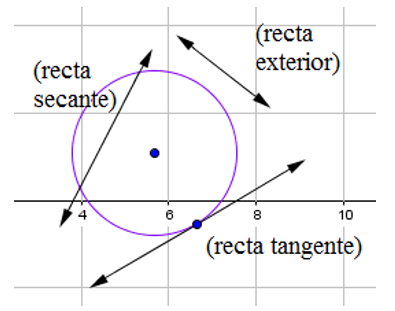 (recta
exterior)
(recta
secante)
4 6 8 10
(recta tangente)